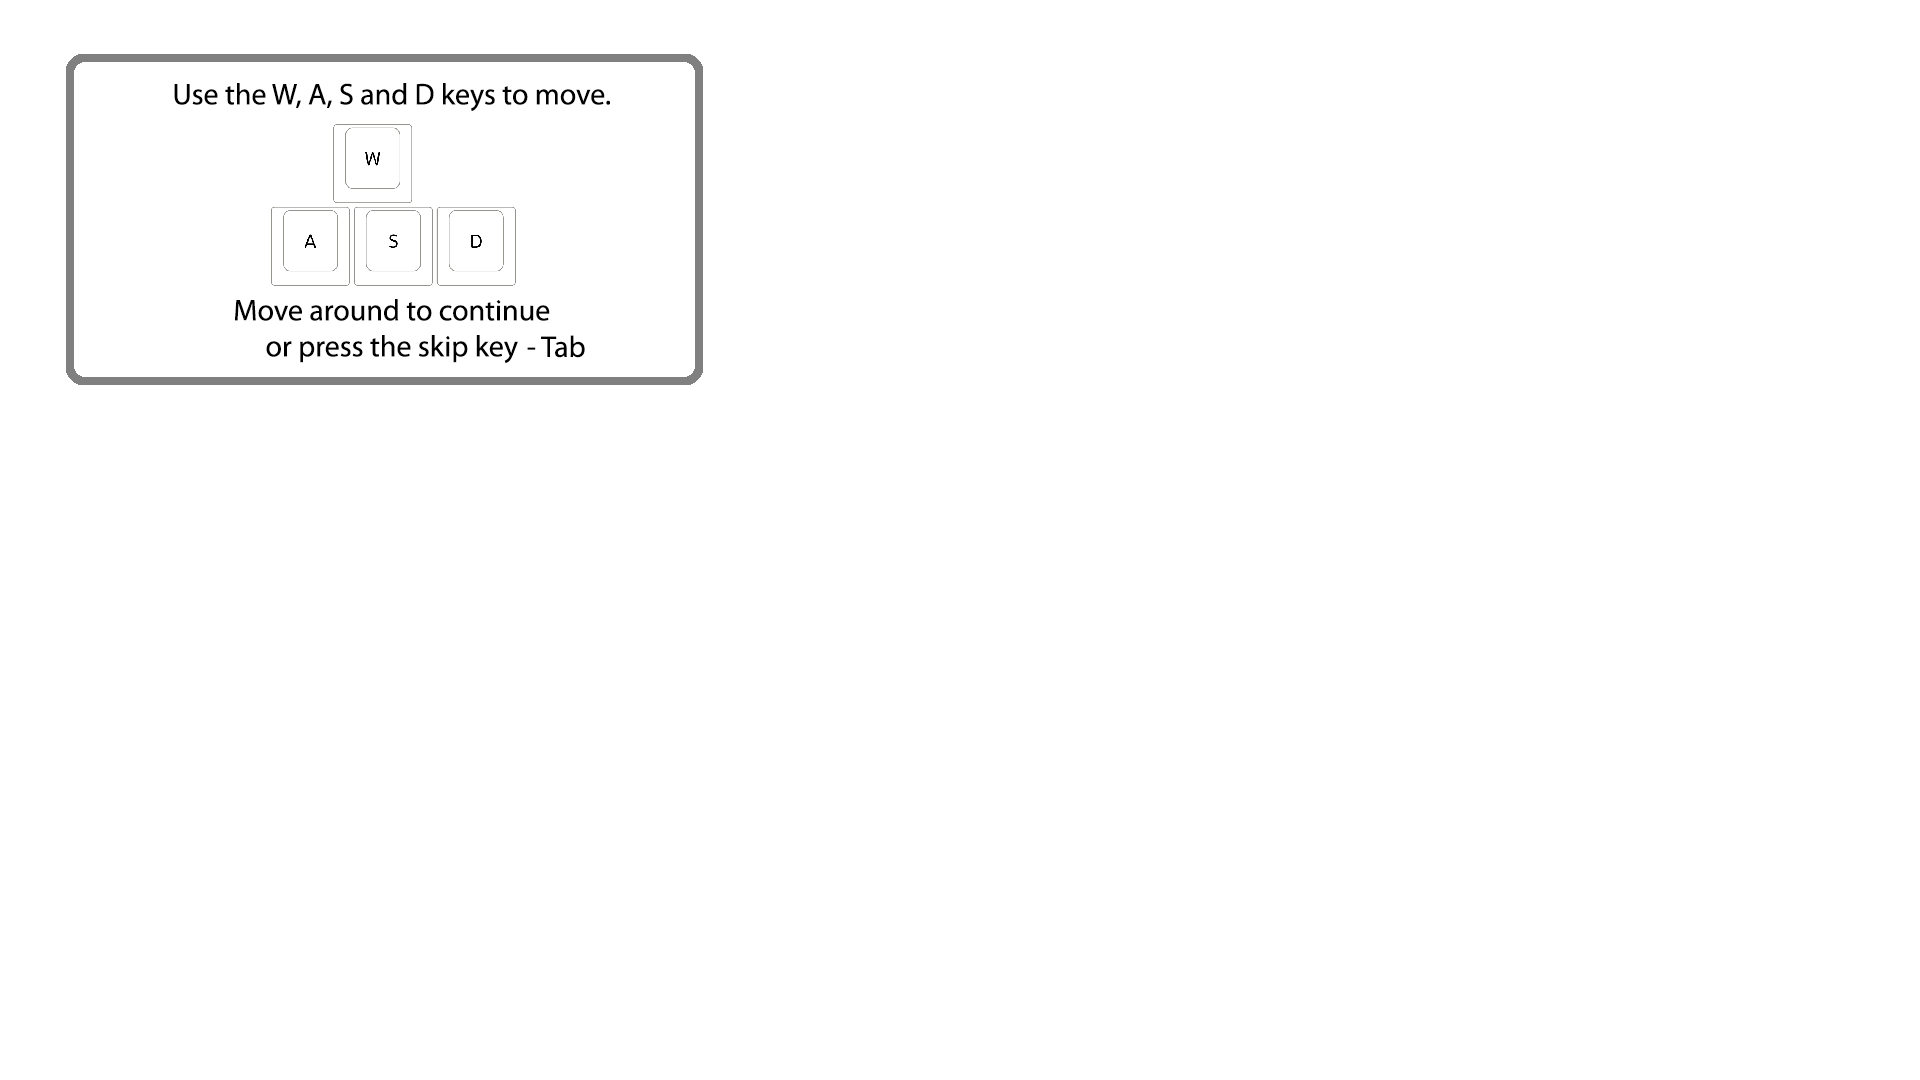 Use the W, A, S and D keys to move.
W
A S D
Move around to continue
or press the skip key - Tab